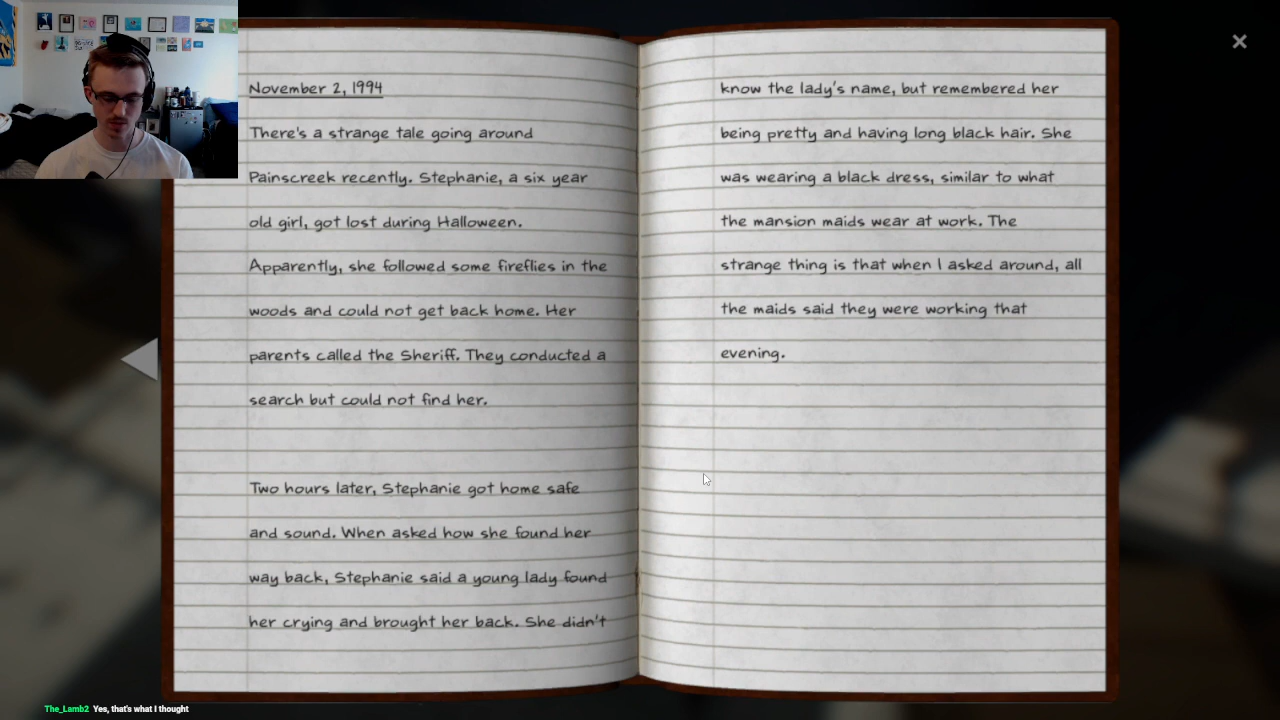 November 2, 1994
There's a strange tale going around
Painscreek recently. Stephanie, a six year
old girl, got lost during Halloween.
Apparently, she followed some fireflies in the
woods and could not get back home. Her
parents called the Sheriff. They conducted a
search but could not find her.
Two hours later, Stephanie got home safe
and sound. When asked how she found her
way back, Stephanie said a young lady found
her crying and brought her back. She didn't
know the lady's name, but remembered her
being pretty and having long black hair. She
was wearing a black dress, similar to what
the mansion maids wear at work. The
strange thing is that when I asked around, all
the maids said they were working that
evening.
The_Lamb2 Yes, that's what I thought